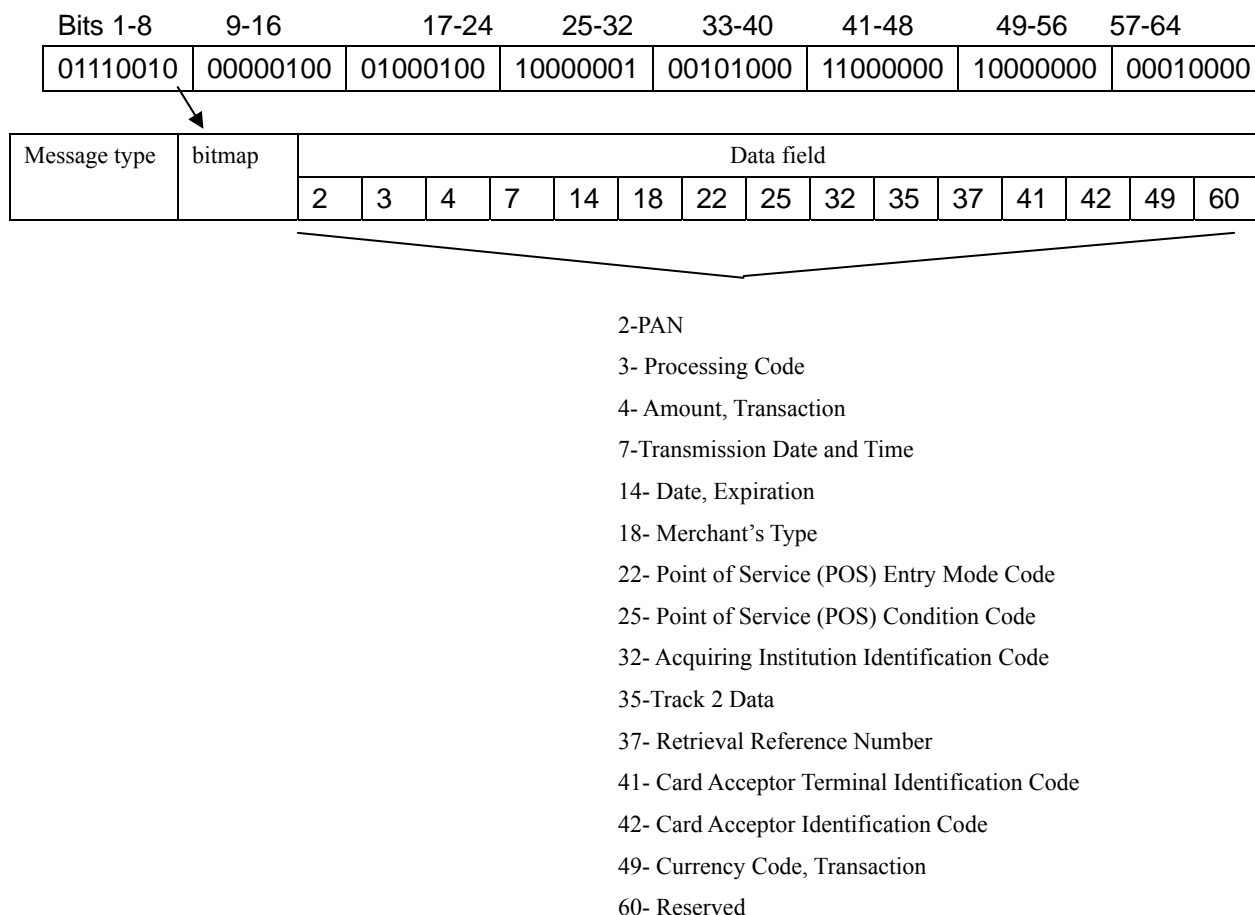 Bits 1-8 9-16 17-24 25-32 33-40 41-48 49-56 57-64
01110010 00000100 01000100 10000001 00101000 11000000 10000000 00010000
Message type bitmap Data field
2 3 4 7 14 18 22 25 32 35 37 41 42 49 60
2-PAN
3- Processing Code
4- Amount, Transaction
7-Transmission Date and Time
14- Date, Expiration
18- Merchant’s Type
22- Point of Service (POS) Entry Mode Code
25- Point of Service (POS) Condition Code
32- Acquiring Institution Identification Code
35-Track 2 Data
37- Retrieval Reference Number
41- Card Acceptor Terminal Identification Code
42- Card Acceptor Identification Code
49- Currency Code, Transaction
60- Reserved